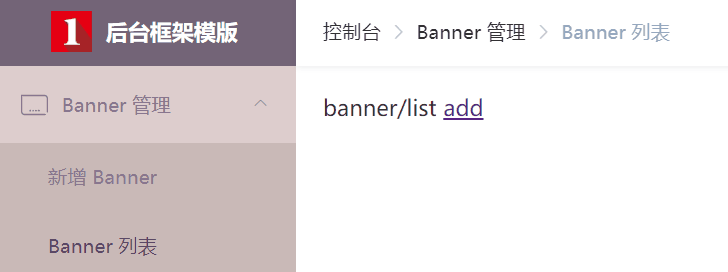 1 后台框架模版
控制台 > Banner 管理 > Banner 列表
Banner 管理
banner/list add
新增 Banner
Banner 列表